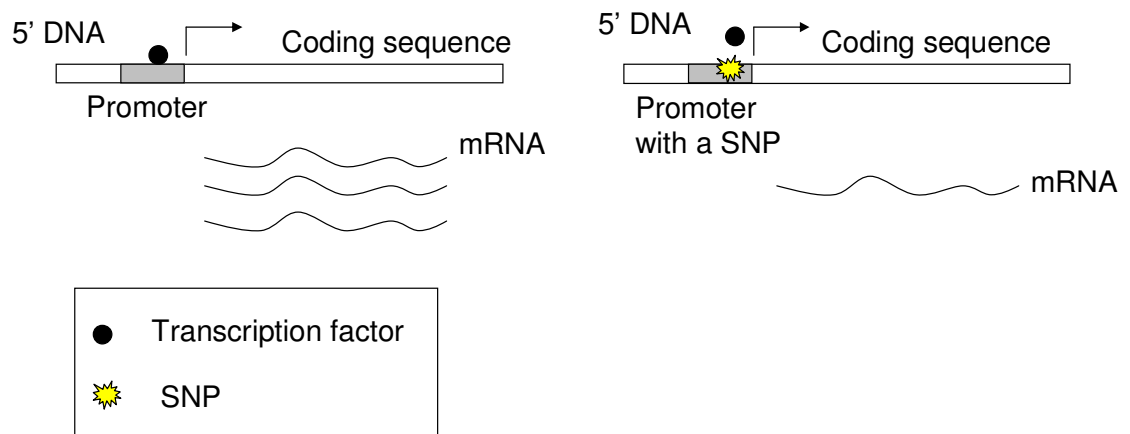 5’ DNA
Coding sequence
Promoter
mRNA
5’ DNA
Coding sequence
Promoter
with a SNP
mRNA
Transcription factor
SNP